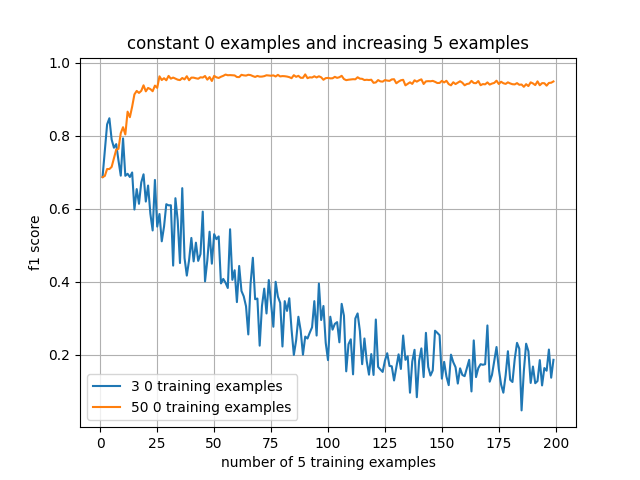 constant 0 examples and increasing 5 examples
1.0
0.8
0.6
0.4
0.2
f1 score
3 0 training examples
50 0 training examples
0 25 50 75 100 125 150 175 200
number of 5 training examples